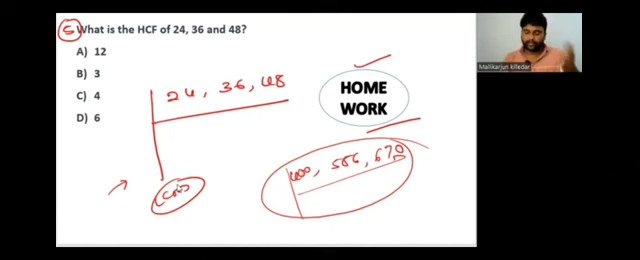 5 What is the HCF of 24, 36 and 48?
A) 12
B) 3
C) 4
D) 6
24, 36, 48
HOME
WORK
400, 556, 670
Mallikarjun killedar